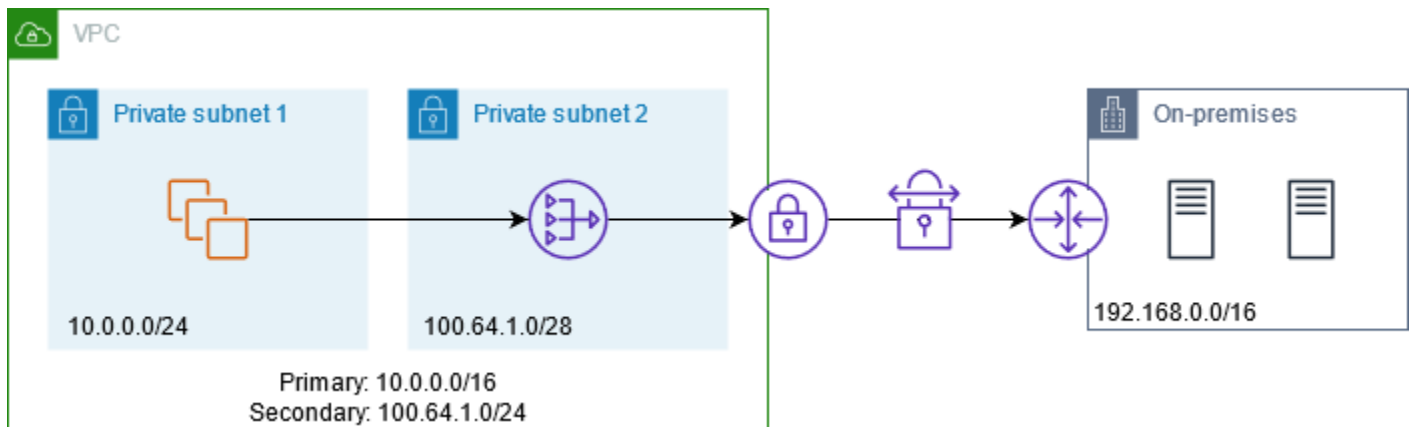 VPC
Private subnet 1
Private subnet 2
On-premises
10.0.0.0/24
100.64.1.0/28
192.168.0.0/16
Primary: 10.0.0.0/16
Secondary: 100.64.1.0/24